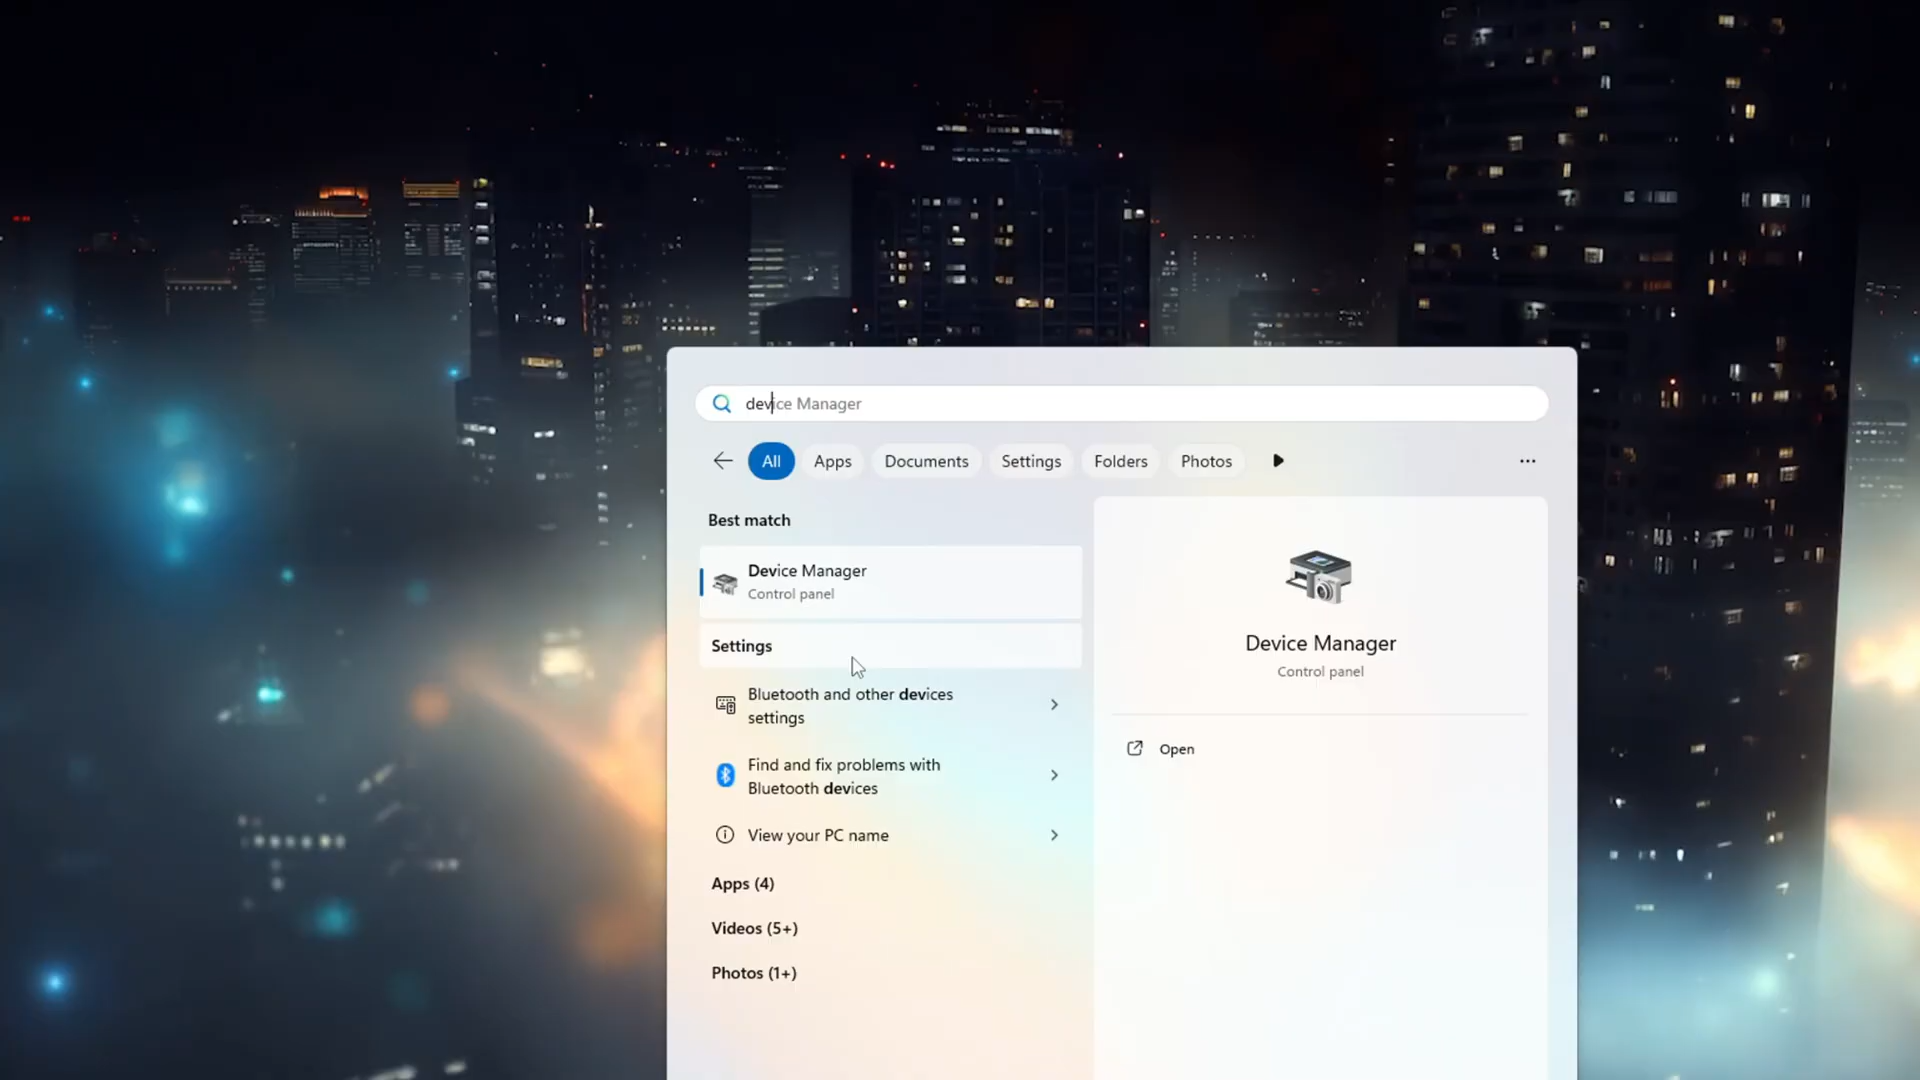 device Manager
All Apps Documents Settings Folders Photos
Best match
Device Manager
Control panel
Settings
Bluetooth and other devices
settings
Find and fix problems with
Bluetooth devices
View your PC name
Apps (4)
Videos (5+)
Photos (1+)
Device Manager
Control panel
Open